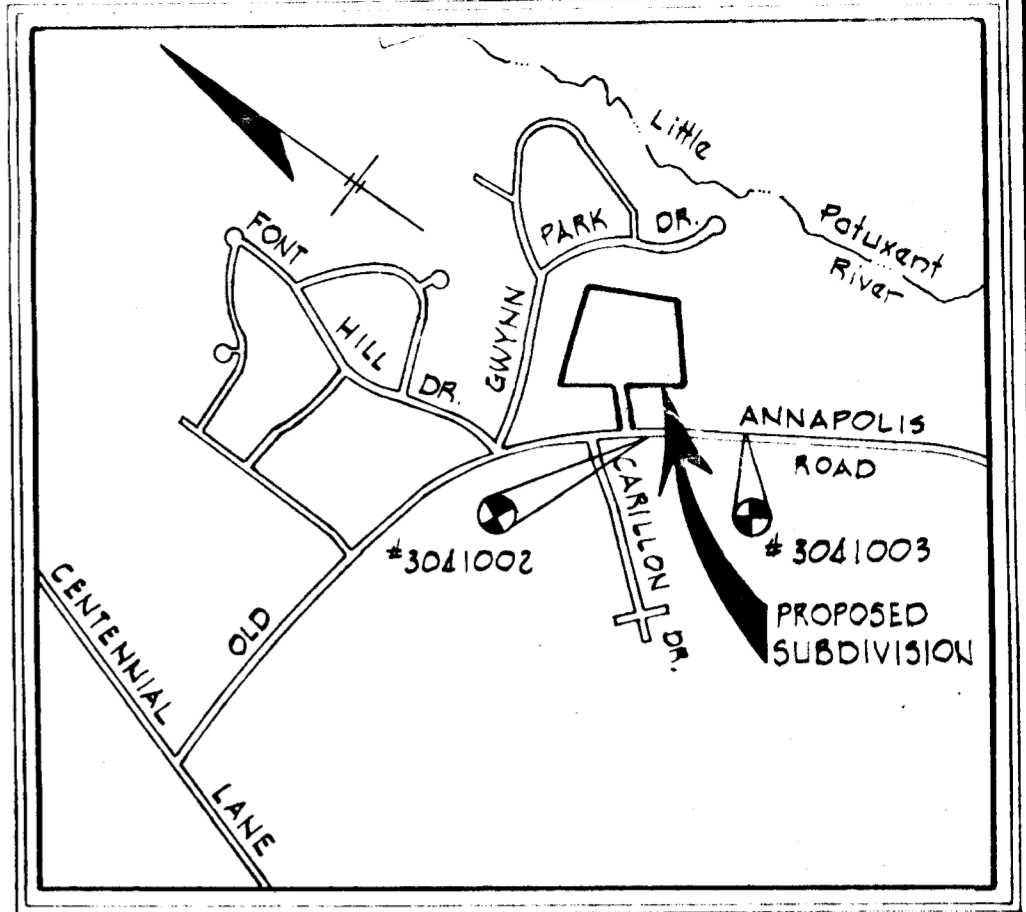 Little
Patuxent
River
FONT
HILL
DR.
GWYNN
PARK
DR.
ANNAPOLIS
ROAD
CARILLON
DR.
#3041002
#3041003
PROPOSED
SUBDIVISION
OLD
CENTENNIAL
LANE